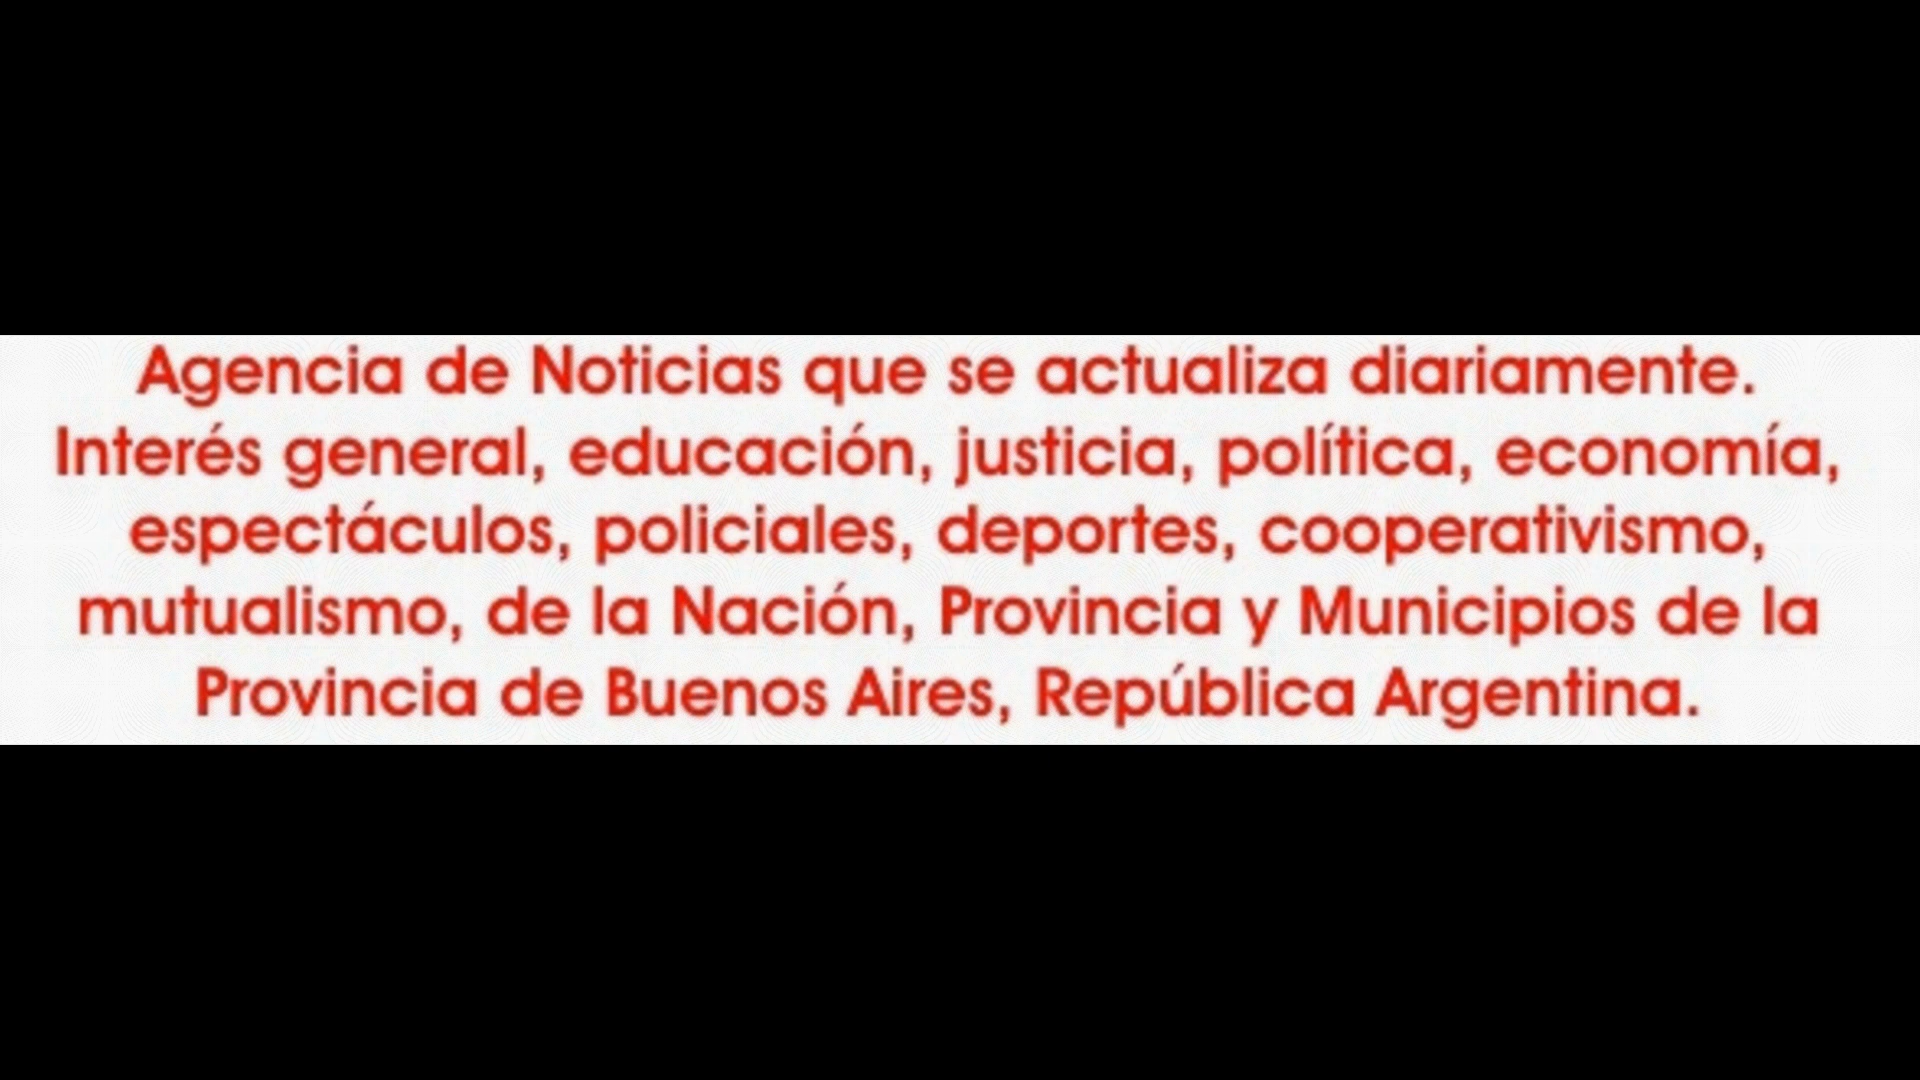 Agencia de Noticias que se actualiza diariamente.
Interés general, educación, justicia, política, economía,
espectáculos, policiales, deportes, cooperativismo,
mutualismo, de la Nación, Provincia y Municipios de la
Provincia de Buenos Aires, República Argentina.